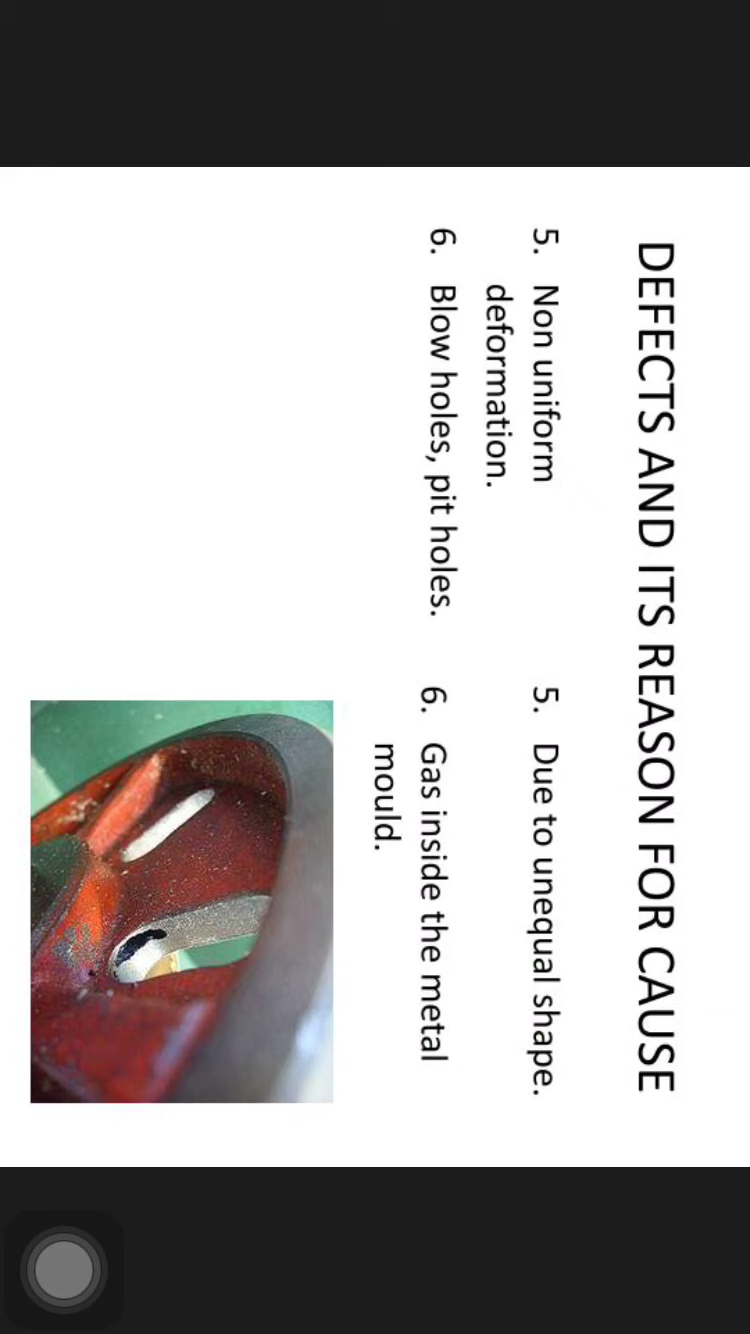 DEFECTS AND ITS REASON FOR CAUSE
5. Non uniform
deformation.
6. Blow holes, pit holes.
5. Due to unequal shape.
6. Gas inside the metal
mould.